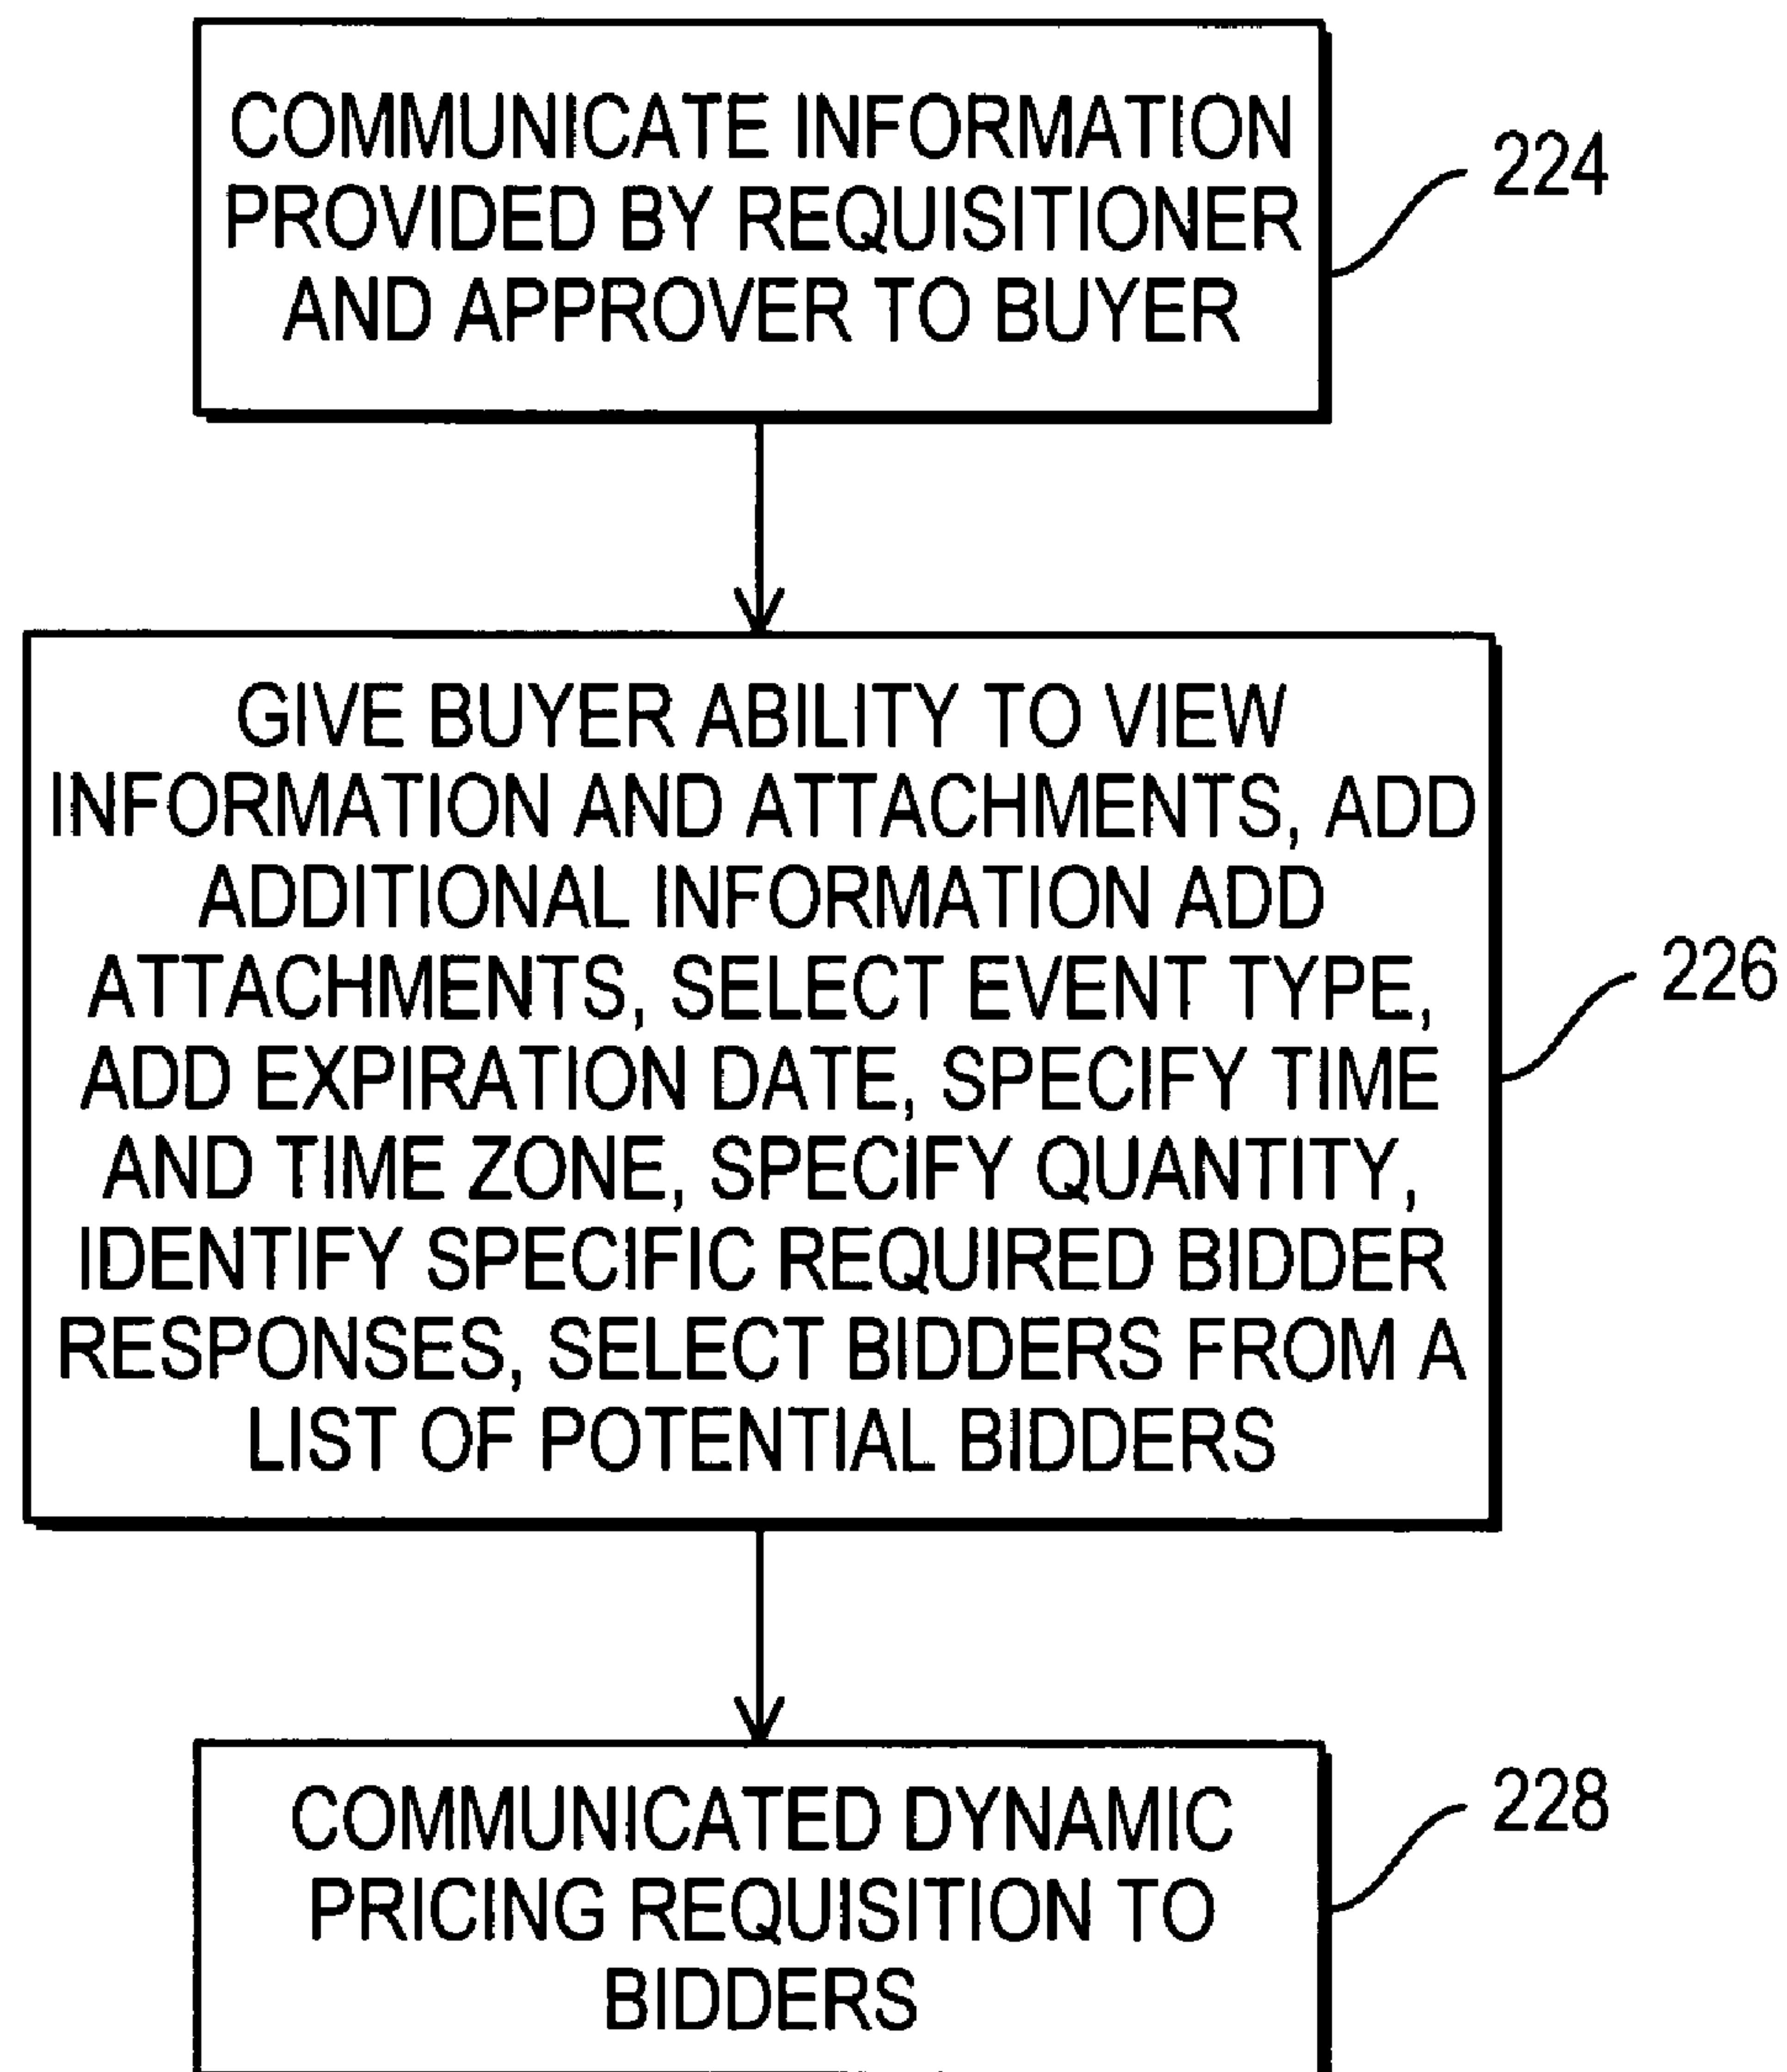 COMMUNICATE INFORMATION
PROVIDED BY REQUISITIONER
AND APPROVER TO BUYER
224
GIVE BUYER ABILITY TO VIEW
INFORMATION AND ATTACHMENTS, ADD
ADDITIONAL INFORMATION ADD
ATTACHMENTS, SELECT EVENT TYPE,
ADD EXPIRATION DATE, SPECIFY TIME
AND TIME ZONE, SPECIFY QUANTITY,
IDENTIFY SPECIFIC REQUIRED BIDDER
RESPONSES, SELECT BIDDERS FROM A
LIST OF POTENTIAL BIDDERS
226
COMMUNICATED DYNAMIC
PRICING REQUISITION TO
BIDDERS
228